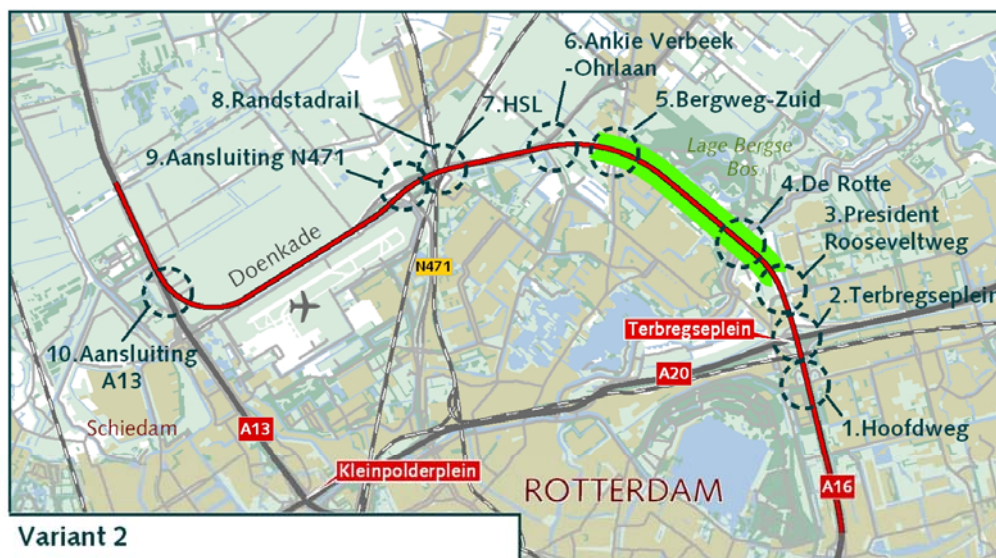 6.Ankie Verbeek
-Ohrlaan
8.Randstadrail
7.HSL
5.Bergweg-Zuid
9.Aansluiting N471
Lage Bergse
Bos
4.De Rotte
3.President
Rooseveltweg
Doenkade
N471
2.Terbregseplein
Terbregseplein
10.Aansluiting
A13
A20
Schiedam
A13
1.Hoofdweg
Kleinpolderplein
ROTTERDAM
A16
Variant 2